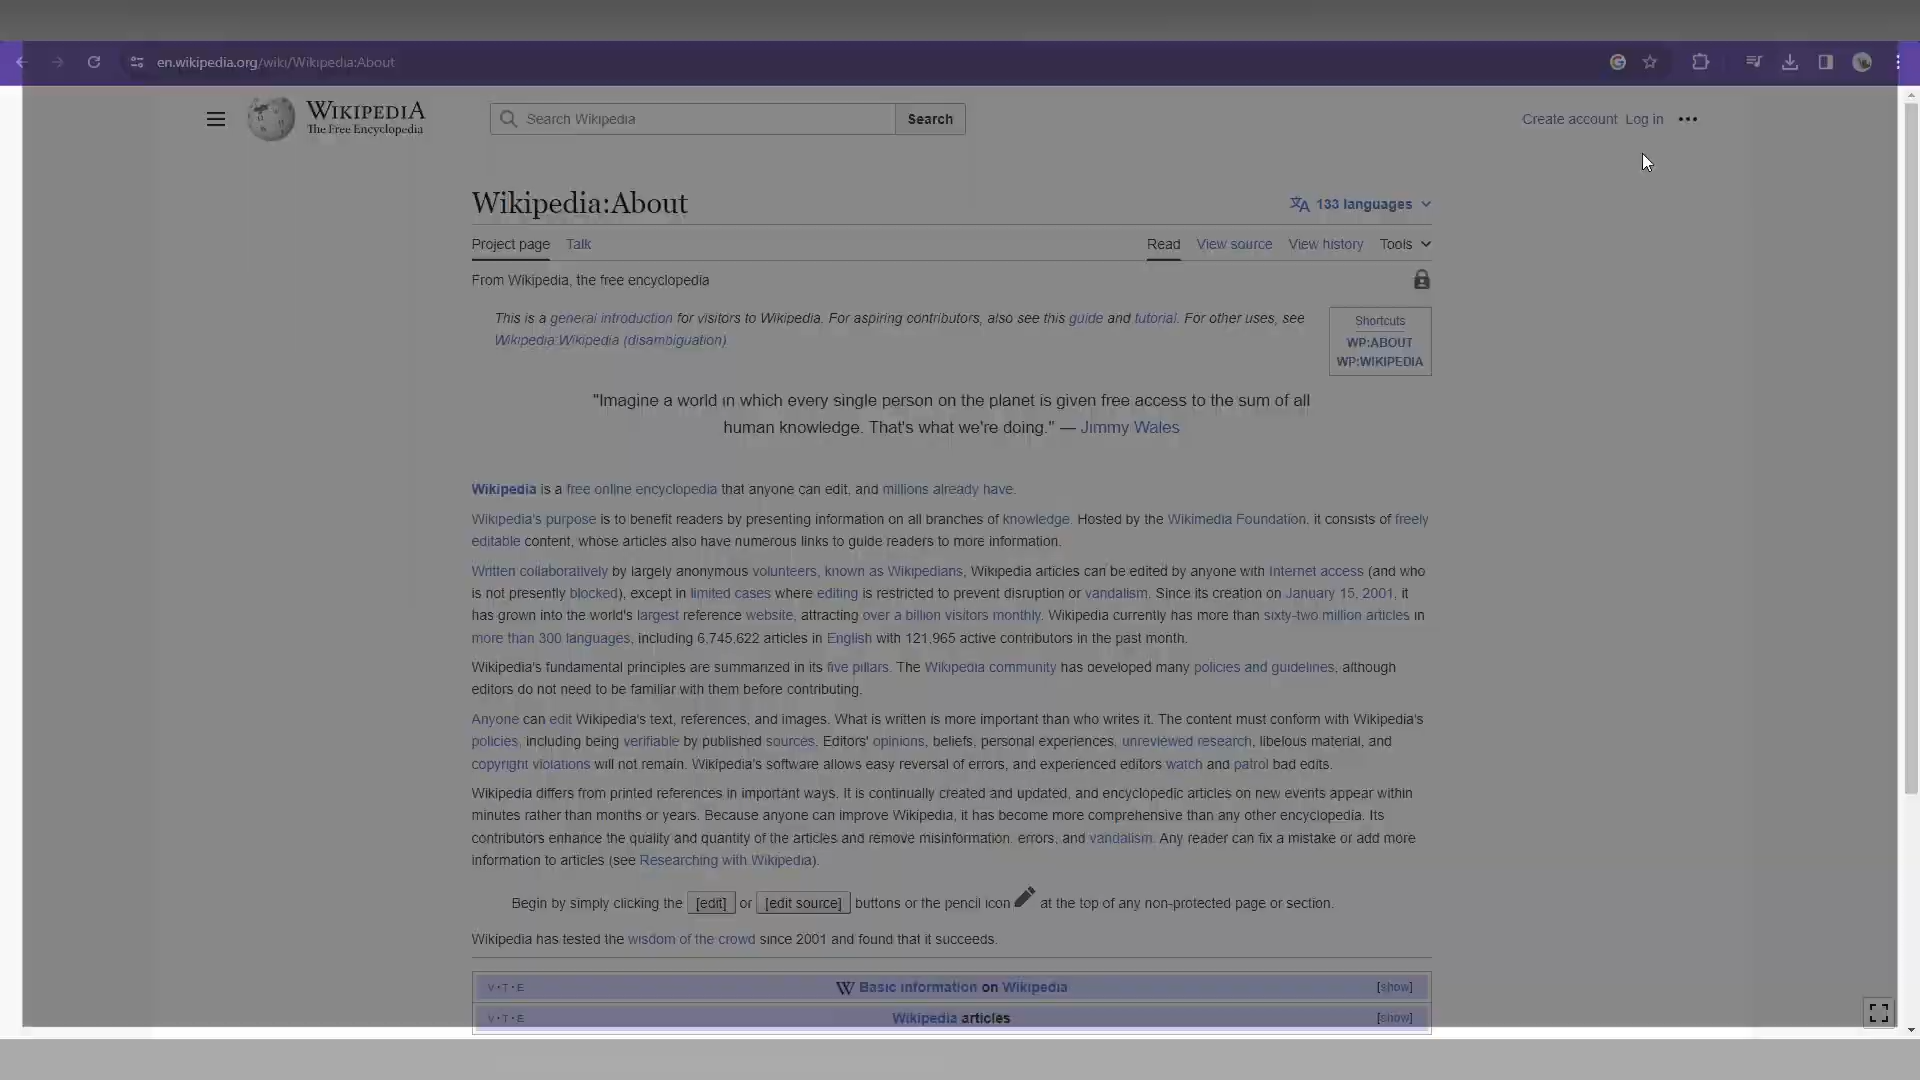 en.wikipedia.org/wiki/Wikipedia:About
WIKIPEDIA
The Free Encyclopedia
Search Wikipedia
Search
Create account Log in
Wikipedia:About
133 languages
Project page Talk
Read View source View history Tools
From Wikipedia, the free encyclopedia
This is a general introduction for visitors to Wikipedia. For aspiring contributors, also see this guide and tutorial. For other uses, see
Wikipedia:Wikipedia (disambiguation)
Shortcuts
WP:ABOUT
WP:WIKIPEDIA
"Imagine a world in which every single person on the planet is given free access to the sum of all
human knowledge. That's what we're doing." — Jimmy Wales
Wikipedia is a free online encyclopedia that anyone can edit, and millions already have.
Wikipedia's purpose is to benefit readers by presenting information on all branches of knowledge. Hosted by the Wikimedia Foundation, it consists of freely
editable content, whose articles also have numerous links to guide readers to more information.
Written collaboratively by largely anonymous volunteers, known as Wikipedians, Wikipedia articles can be edited by anyone with Internet access (and who
is not presently blocked), except in limited cases where editing is restricted to prevent disruption or vandalism. Since its creation on January 15, 2001, it
has grown into the world's largest reference website, attracting over a billion visitors monthly. Wikipedia currently has more than sixty-two million articles in
more than 300 languages, including 6,745,622 articles in English with 121,965 active contributors in the past month.
Wikipedia's fundamental principles are summarized in its five pillars. The Wikipedia community has developed many policies and guidelines, although
editors do not need to be familiar with them before contributing.
Anyone can edit Wikipedia's text, references, and images. What is written is more important than who writes it. The content must conform with Wikipedia's
policies, including being verifiable by published sources. Editors' opinions, beliefs, personal experiences, unreviewed research, libelous material, and
copyright violations will not remain. Wikipedia's software allows easy reversal of errors, and experienced editors watch and patrol bad edits.
Wikipedia differs from printed references in important ways. It is continually created and updated, and encyclopedic articles on new events appear within
minutes rather than months or years. Because anyone can improve Wikipedia, it has become more comprehensive than any other encyclopedia. Its
contributors enhance the quality and quantity of the articles and remove misinformation, errors, and vandalism. Any reader can fix a mistake or add more
information to articles (see Researching with Wikipedia).
Begin by simply clicking the [edit] or [edit source] buttons or the pencil icon at the top of any non-protected page or section.
Wikipedia has tested the wisdom of the crowd since 2001 and found that it succeeds.
V·T·E Basic information on Wikipedia [show]
V·T·E Wikipedia articles [show]